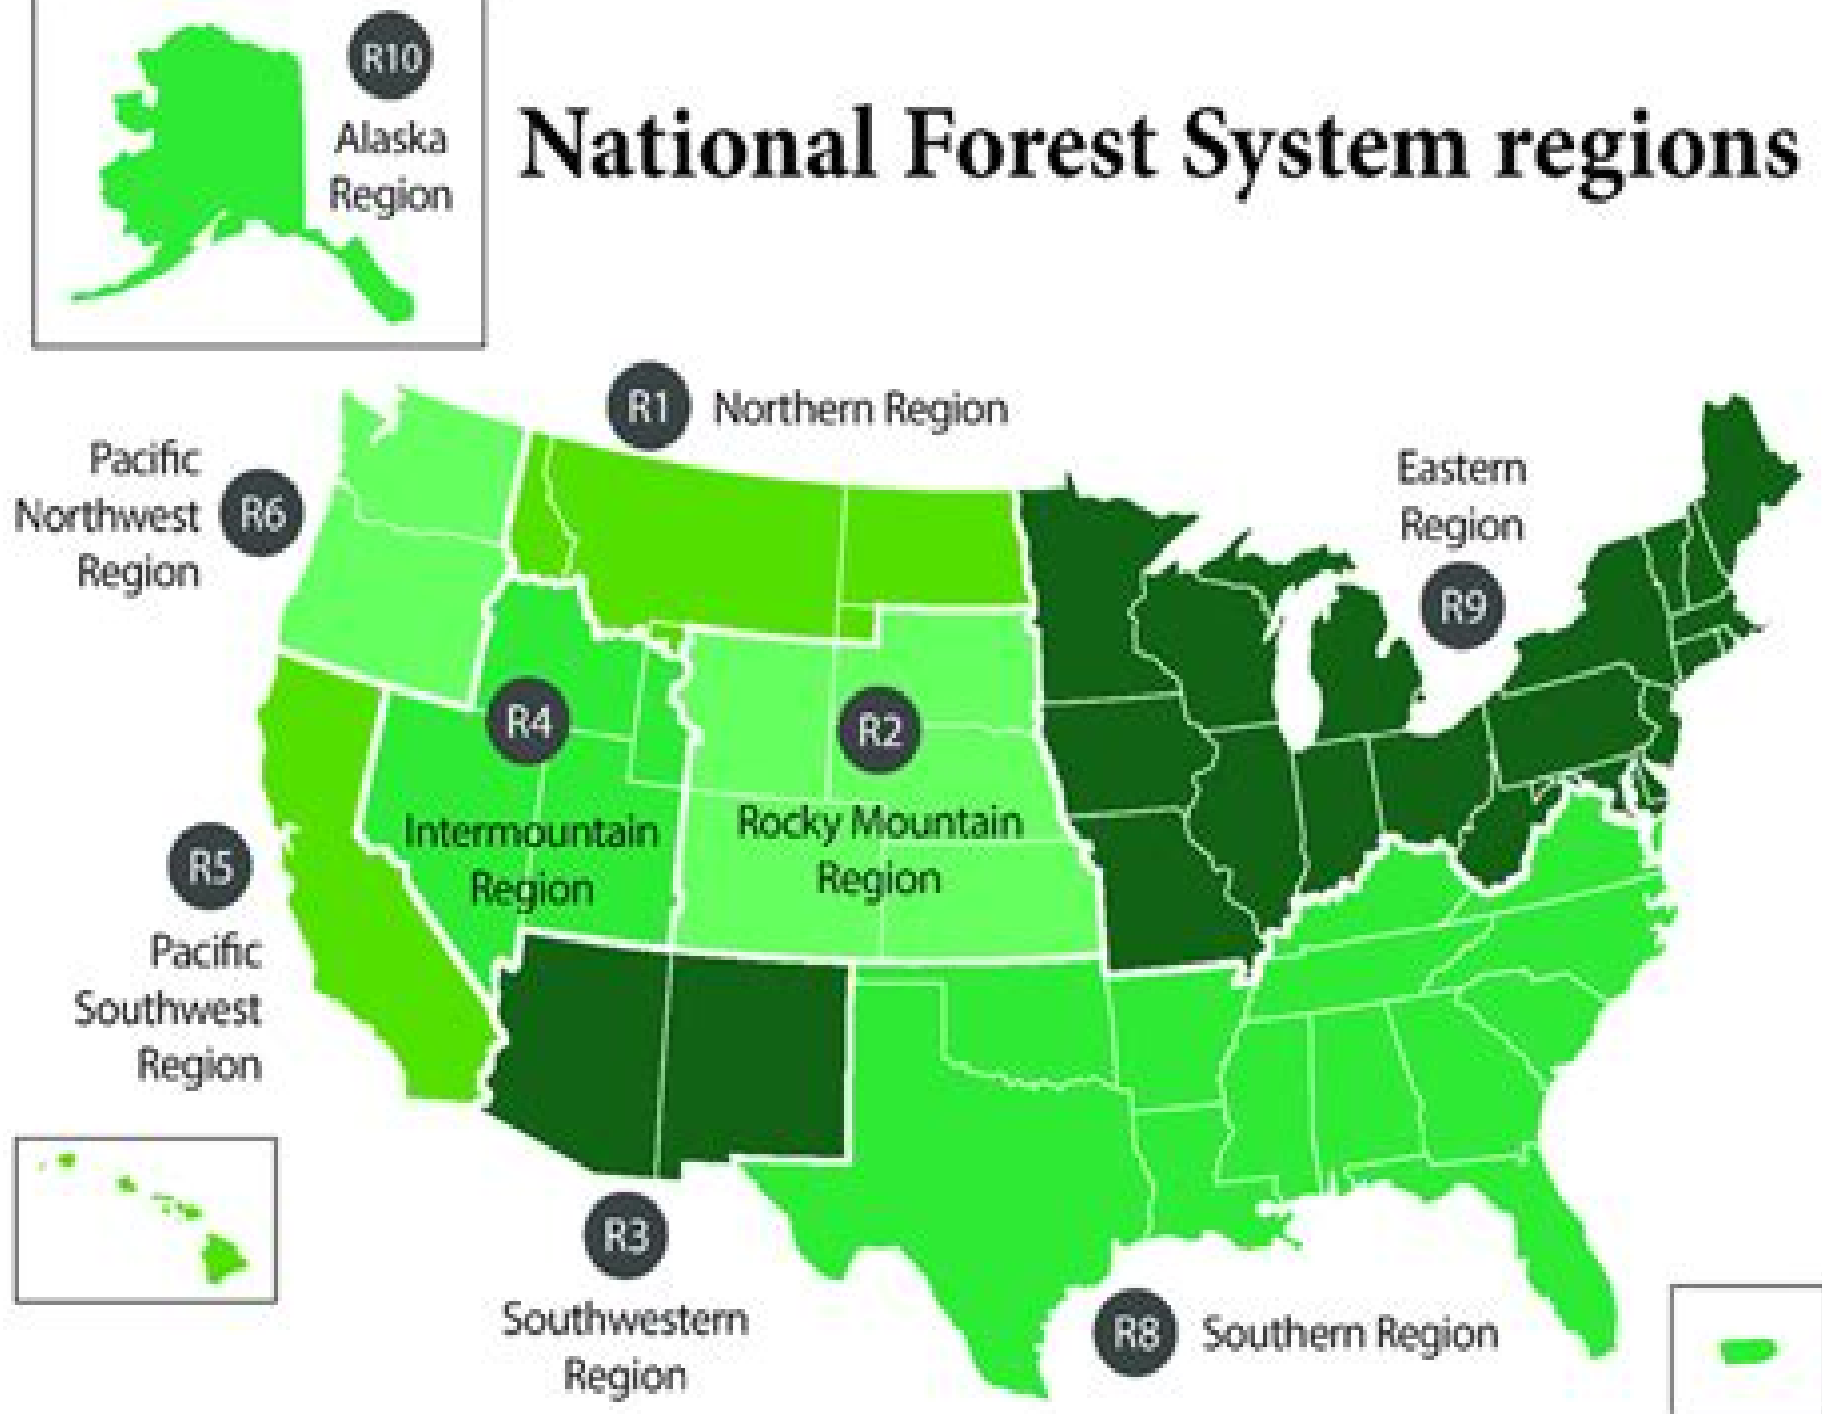 R10
Alaska
Region
National Forest System regions
R1
Northern Region
Pacific
Northwest
Region
R6
Eastern
Region
R9
R4
Intermountain
Region
R2
Rocky Mountain
Region
R5
Pacific
Southwest
Region
R3
Southwestern
Region
R8
Southern Region